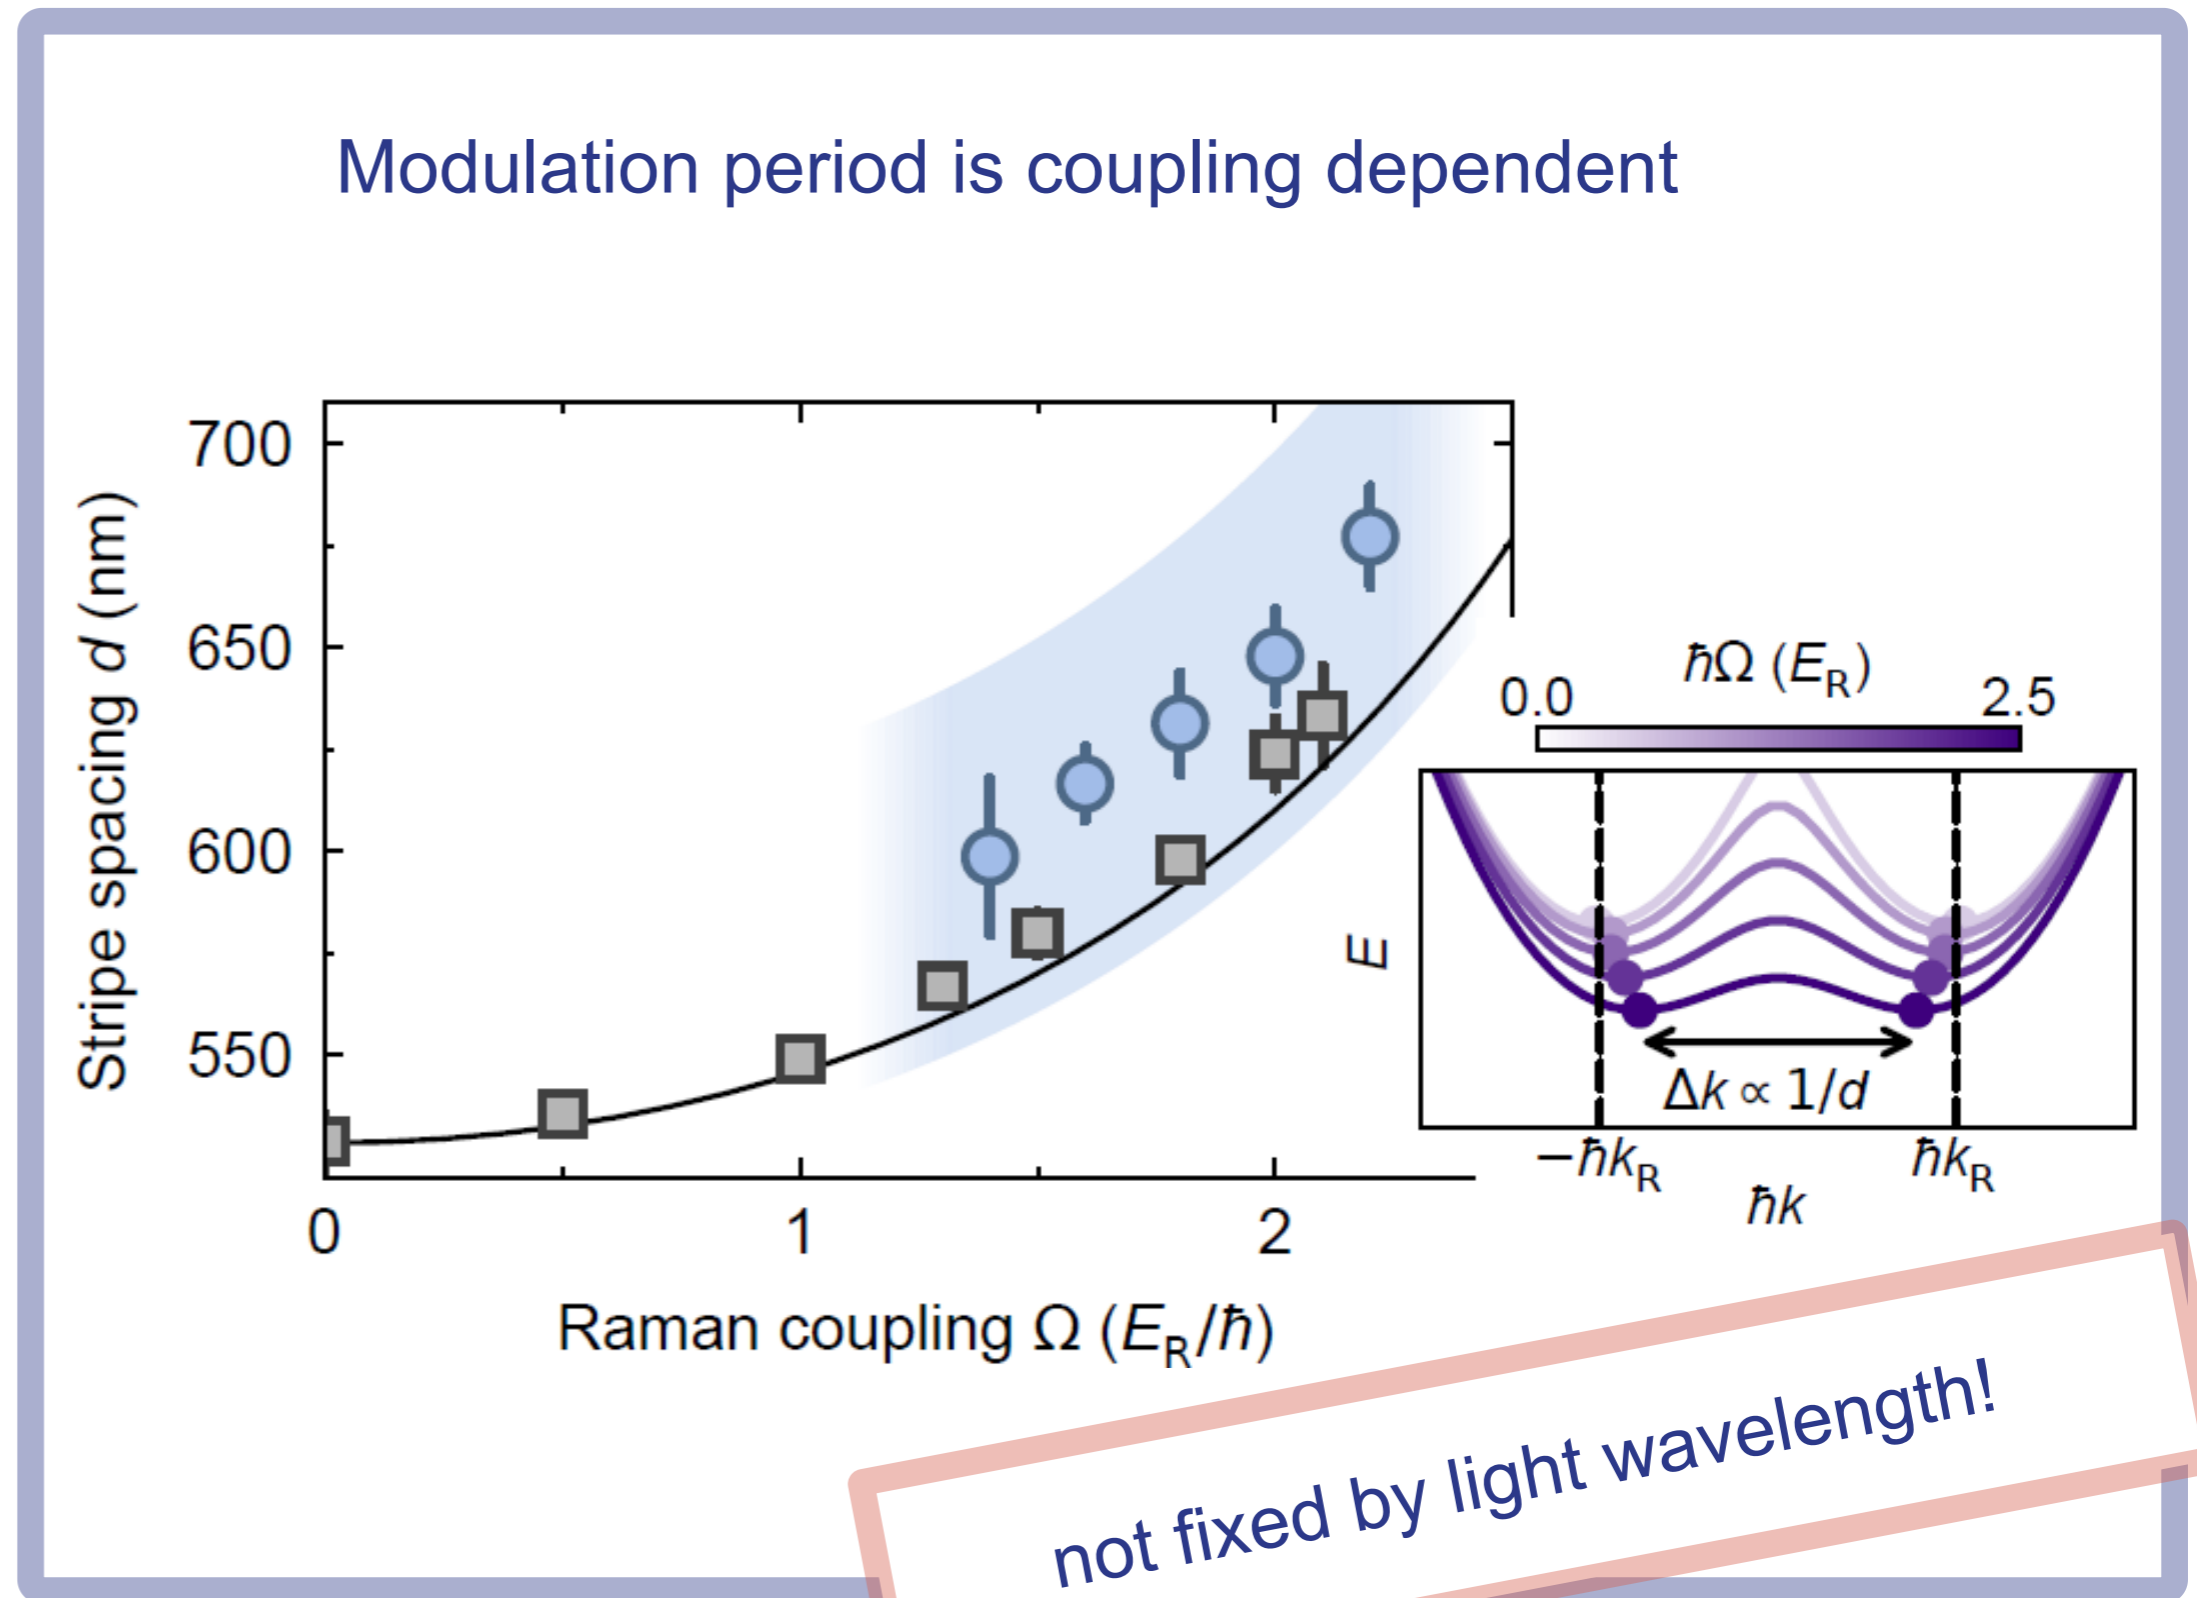 Modulation period is coupling dependent
700
650
600
550
Stripe spacing d (nm)
0 1 2
Raman coupling Ω (E_R/ħ)
ħΩ (E_R)
0.0 2.5
E
Δk ∝ 1/d
−ħk_R ħk_R
ħk
not fixed by light wavelength!